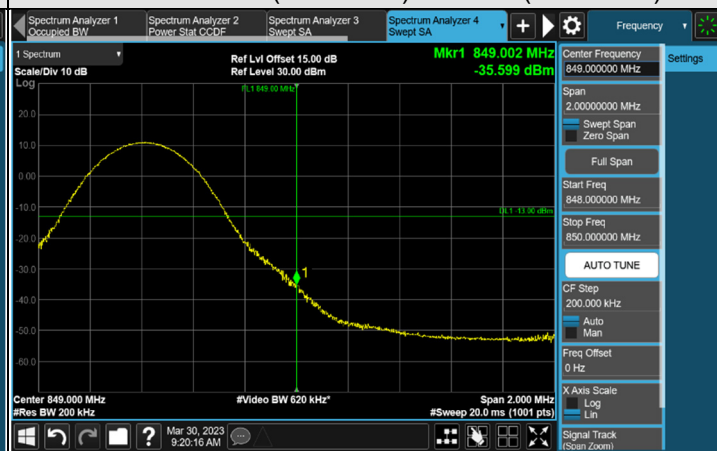 Spectrum Analyzer 1
Occupied BW
Spectrum Analyzer 2
Power Stat CCDF
Spectrum Analyzer 3
Swept SA
Spectrum Analyzer 4
Swept SA
+
Frequency
Settings
1 Spectrum
Scale/Div 10 dB
Log
Ref Lvl Offset 15.00 dB
Ref Level 30.00 dBm
Mkr1 849.002 MHz
-35.599 dBm
FL1 849.00 MHz
20.0
10.0
0.00
-10.0
-20.0
-30.0
-40.0
-50.0
-60.0
DL1 -13.00 dBm
1
Center 849.000 MHz
#Res BW 200 kHz
#Video BW 620 kHz*
Span 2.000 MHz
#Sweep 20.0 ms (1001 pts)
Center Frequency
849.000000 MHz
Span
2.00000000 MHz
Swept Span
Zero Span
Full Span
Start Freq
848.000000 MHz
Stop Freq
850.000000 MHz
AUTO TUNE
CF Step
200.000 kHz
Auto
Man
Freq Offset
0 Hz
X Axis Scale
Log
Lin
Signal Track
(Span Zoom)
?
Mar 30, 2023
9:20:16 AM